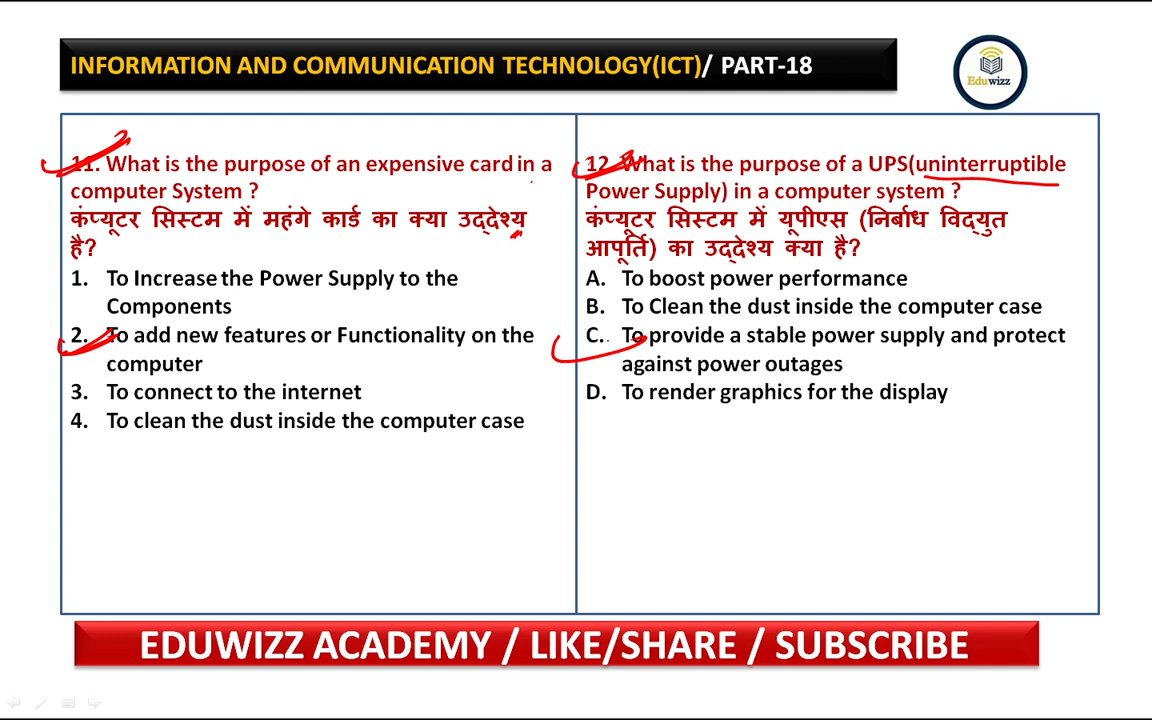 INFORMATION AND COMMUNICATION TECHNOLOGY(ICT)/ PART-18
Eduwizz
11. What is the purpose of an expensive card in a
computer System ?
कंप्यूटर सिस्टम में महंगे कार्ड का क्या उद्देश्य
है?
1. To Increase the Power Supply to the
Components
2. To add new features or Functionality on the
computer
3. To connect to the internet
4. To clean the dust inside the computer case
12. What is the purpose of a UPS(uninterruptible
Power Supply) in a computer system ?
कंप्यूटर सिस्टम में यूपीएस (निर्बाध विद्युत
आपूर्ति) का उद्देश्य क्या है?
A. To boost power performance
B. To Clean the dust inside the computer case
C. To provide a stable power supply and protect
against power outages
D. To render graphics for the display
EDUWIZZ ACADEMY / LIKE/SHARE / SUBSCRIBE